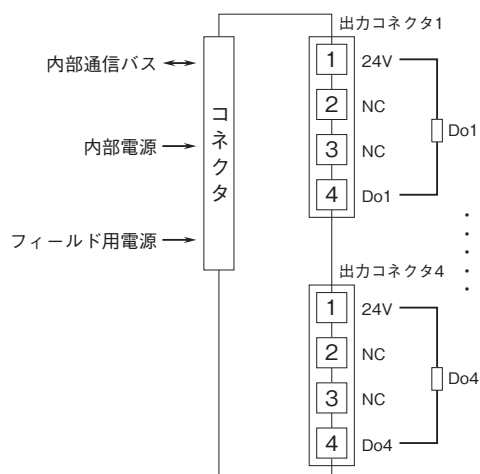 出力コネクタ1
内部通信バス
内部電源
フィールド用電源
コネクタ
1 24V
2 NC
3 NC
4 Do1
Do1
出力コネクタ4
1 24V
2 NC
3 NC
4 Do4
Do4